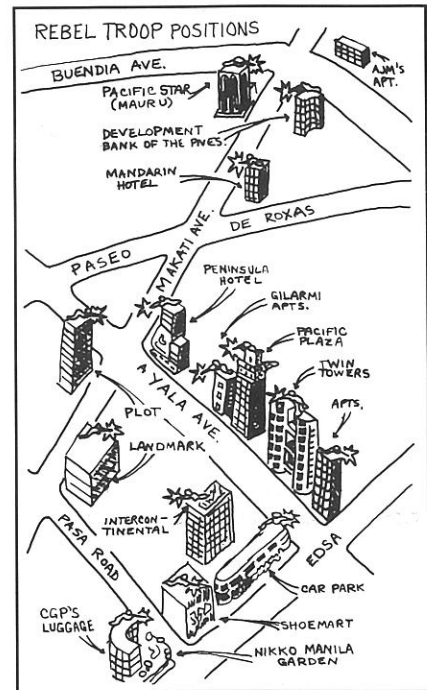 REBEL TROOP POSITIONS
BUENDIA AVE.
AJM'S
APT.
PACIFIC STAR
(MAURU)
DEVELOPMENT
BANK OF THE PNES.
MANDARIN
HOTEL
DE ROXAS
PASEO
MAKATI AVE.
PENINSULA
HOTEL
GILARMI
APTS.
PACIFIC
PLAZA
TWIN
TOWERS
APTS.
AYALA AVE.
PLDT
LANDMARK
INTERCON-
TINENTAL
EDSA
PASA ROAD
CAR PARK
SHOEMART
CGP'S
LUGGAGE
NIKKO MANILA
GARDEN